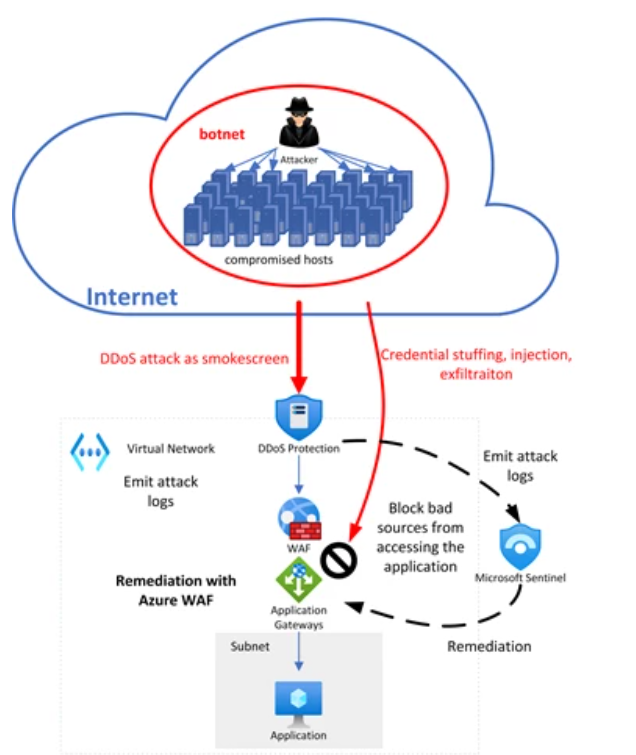 botnet
Attacker
compromised hosts
Internet
DDoS attack as smokescreen
Credential stuffing, injection,
exfiltraiton
DDoS Protection
Virtual Network
Emit attack
logs
Emit attack
logs
Block bad
sources from
accessing the
application
WAF
Microsoft Sentinel
Remediation with
Azure WAF
Application
Gateways
Remediation
Subnet
Application